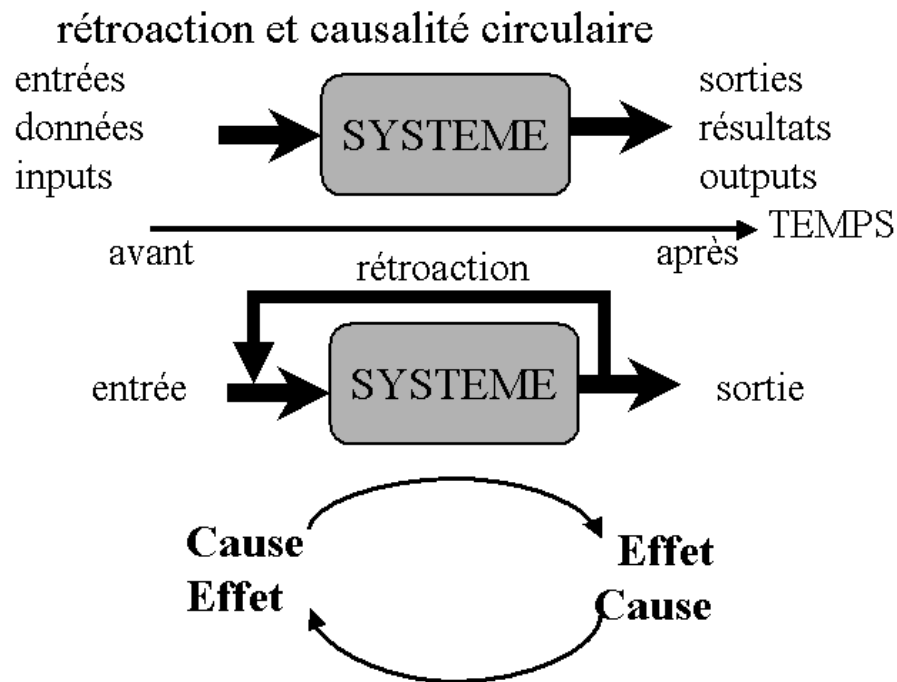 rétroaction et causalité circulaire
entrées
données
inputs
SYSTEME
sorties
résultats
outputs
TEMPS
avant
après
rétroaction
entrée
SYSTEME
sortie
Cause
Effet
Effet
Cause